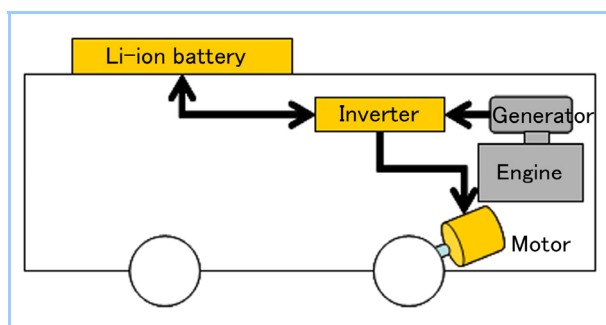 Li-ion battery
Inverter
Generator
Engine
Motor